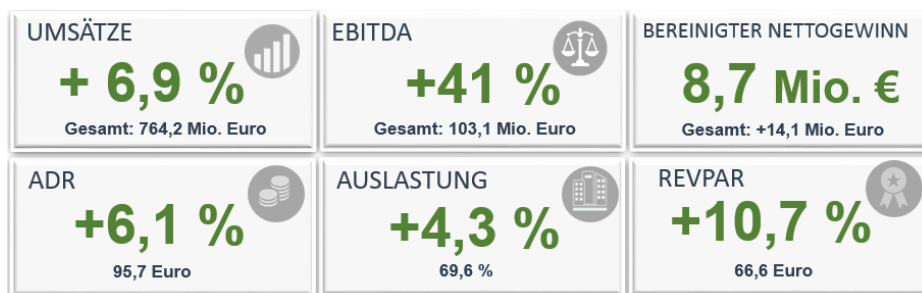 UMSÄTZE
+ 6,9 %
Gesamt: 764,2 Mio. Euro
EBITDA
+41 %
Gesamt: 103,1 Mio. Euro
BEREINIGTER NETTOGEWINN
8,7 Mio. €
Gesamt: +14,1 Mio. Euro
ADR
+6,1 %
95,7 Euro
AUSLASTUNG
+4,3 %
69,6 %
REVPAR
+10,7 %
66,6 Euro